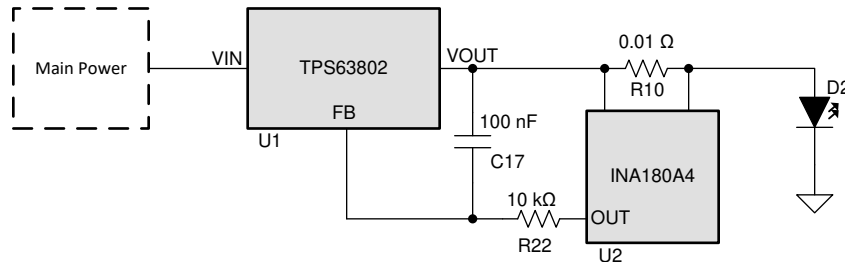 Main Power
VIN
TPS63802
FB
U1
VOUT
100 nF
C17
0.01 Ω
R10
D2
INA180A4
OUT
U2
10 kΩ
R22